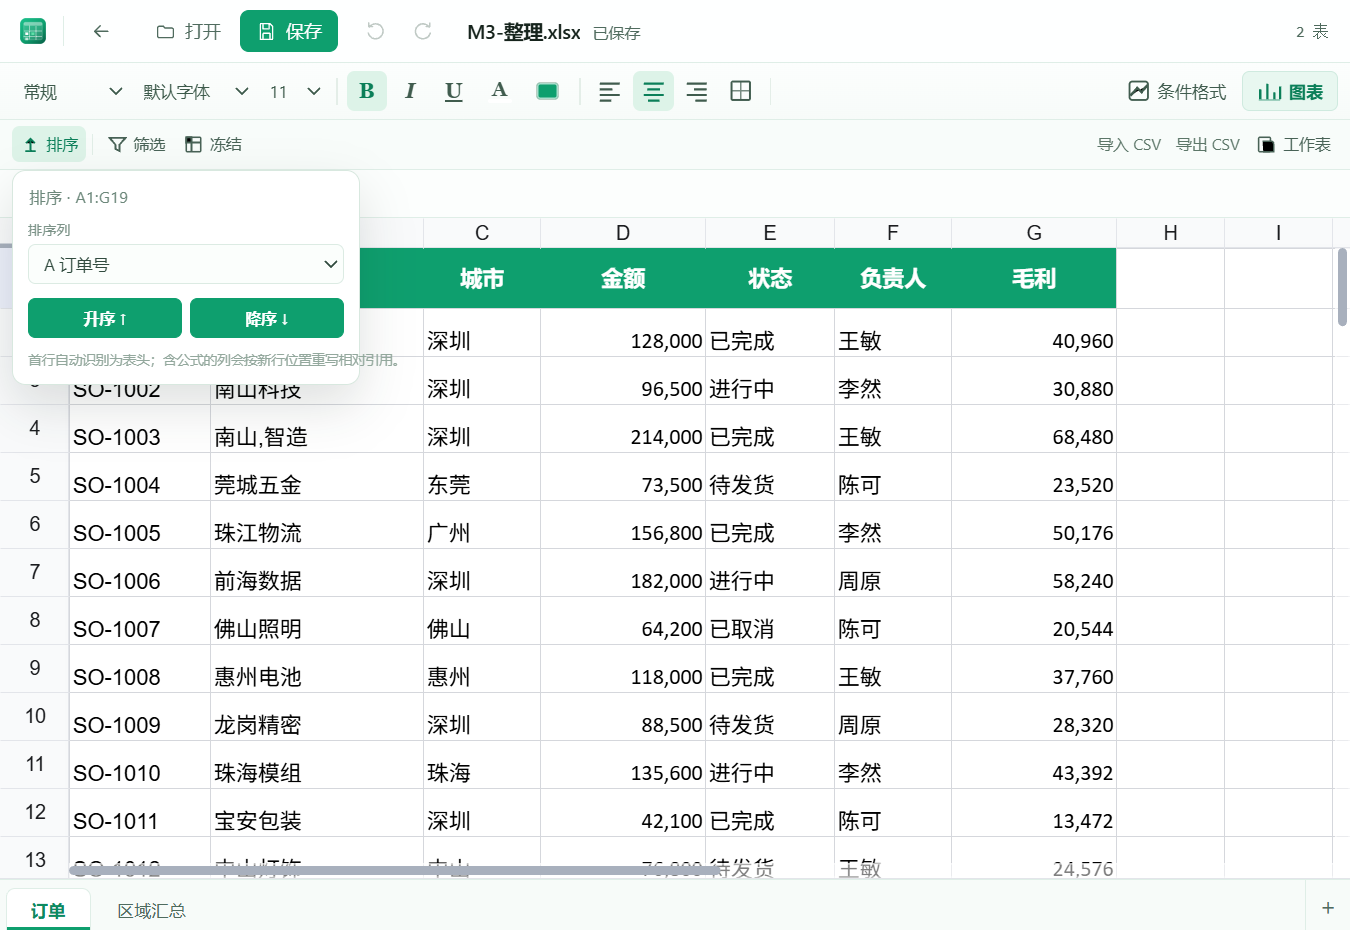 打开 保存 M3-整理.xlsx 已保存 2 表
常规 默认字体 11 B I U A 条件格式 图表
排序 筛选 冻结 导入 CSV 导出 CSV 工作表
排序 · A1:G19
排序列
A 订单号
升序 ↑ 降序 ↓
首行自动识别为表头；含公式的列会按新行位置重写相对引用。
C D E F G H I
城市 金额 状态 负责人 毛利
深圳 128,000 已完成 王敏 40,960
SO-1002 南山科技 深圳 96,500 进行中 李然 30,880
4 SO-1003 南山,智造 深圳 214,000 已完成 王敏 68,480
5 SO-1004 莞城五金 东莞 73,500 待发货 陈可 23,520
6 SO-1005 珠江物流 广州 156,800 已完成 李然 50,176
7 SO-1006 前海数据 深圳 182,000 进行中 周原 58,240
8 SO-1007 佛山照明 佛山 64,200 已取消 陈可 20,544
9 SO-1008 惠州电池 惠州 118,000 已完成 王敏 37,760
10 SO-1009 龙岗精密 深圳 88,500 待发货 周原 28,320
11 SO-1010 珠海模组 珠海 135,600 进行中 李然 43,392
12 SO-1011 宝安包装 深圳 42,100 已完成 陈可 13,472
13 SO-1012 中山灯饰 中山 76,800 待发货 王敏 24,576
订单 区域汇总 +